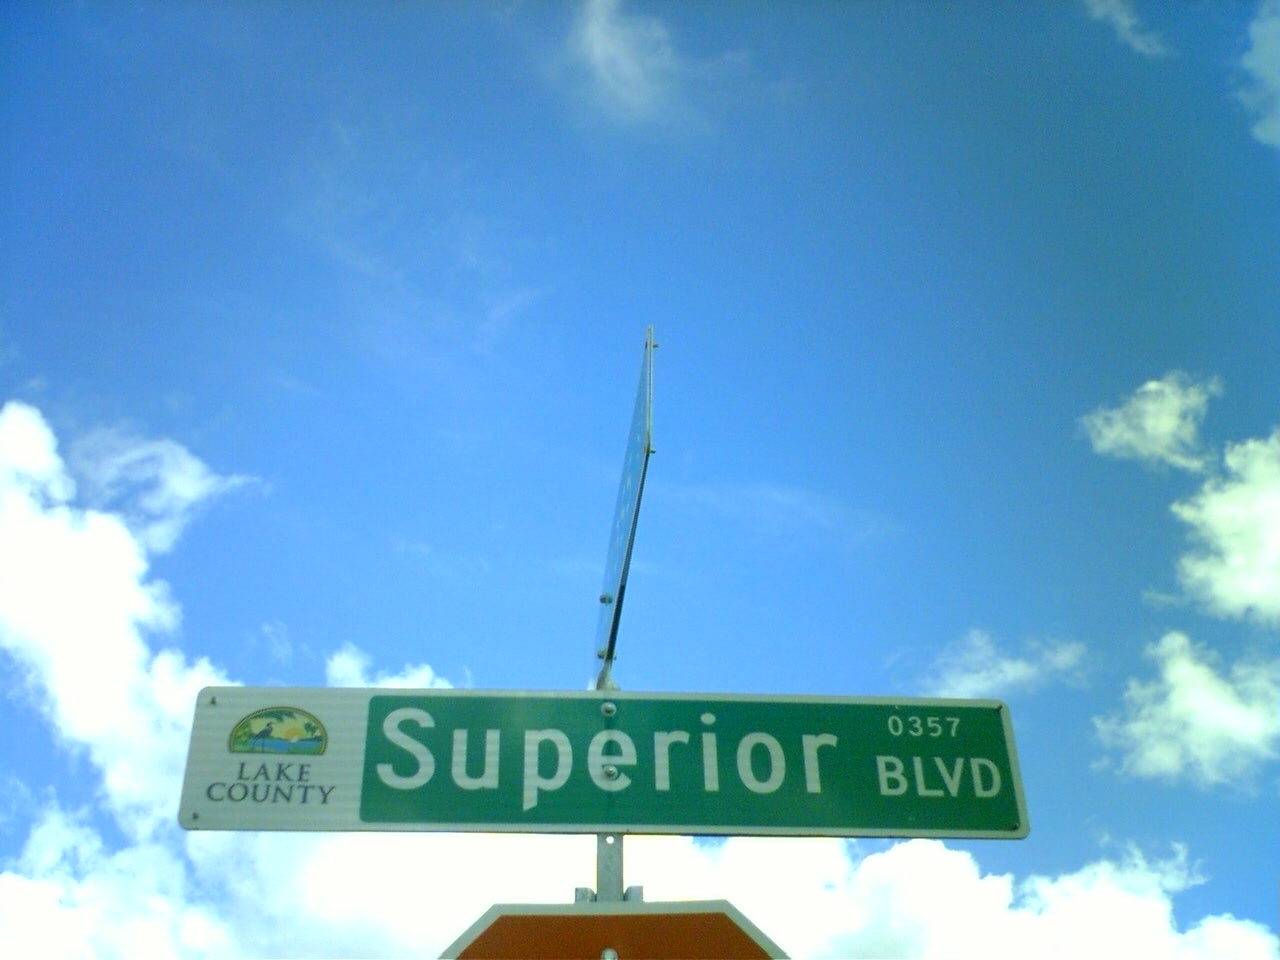 LAKE
COUNTY
Superior
0357
BLVD